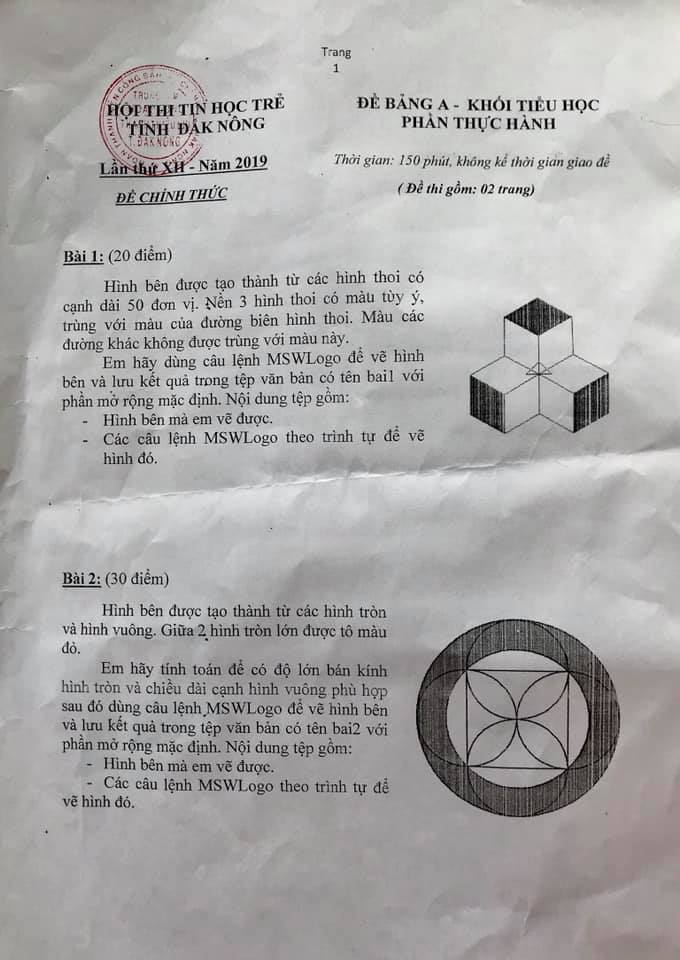 Trang
1
HỘI THI TIN HỌC TRẺ
TỈNH ĐẮK NÔNG
Lần thứ XII - Năm 2019
ĐỀ CHÍNH THỨC
ĐỀ BẢNG A - KHỐI TIỂU HỌC
PHẦN THỰC HÀNH
Thời gian: 150 phút, không kể thời gian giao đề
( Đề thi gồm: 02 trang)
Bài 1: (20 điểm)
Hình bên được tạo thành từ các hình thoi có
cạnh dài 50 đơn vị. Nền 3 hình thoi có màu tùy ý,
trùng với màu của đường biên hình thoi. Màu các
đường khác không được trùng với màu này.
Em hãy dùng câu lệnh MSWLogo để vẽ hình
bên và lưu kết quả trong tệp văn bản có tên bai1 với
phần mở rộng mặc định. Nội dung tệp gồm:
- Hình bên mà em vẽ được.
- Các câu lệnh MSWLogo theo trình tự để vẽ
hình đó.
Bài 2: (30 điểm)
Hình bên được tạo thành từ các hình tròn
và hình vuông. Giữa 2 hình tròn lớn được tô màu
đỏ.
Em hãy tính toán để có độ lớn bán kính
hình tròn và chiều dài cạnh hình vuông phù hợp
sau đó dùng câu lệnh MSWLogo để vẽ hình bên
và lưu kết quả trong tệp văn bản có tên bai2 với
phần mở rộng mặc định. Nội dung tệp gồm:
- Hình bên mà em vẽ được.
- Các câu lệnh MSWLogo theo trình tự để
vẽ hình đó.